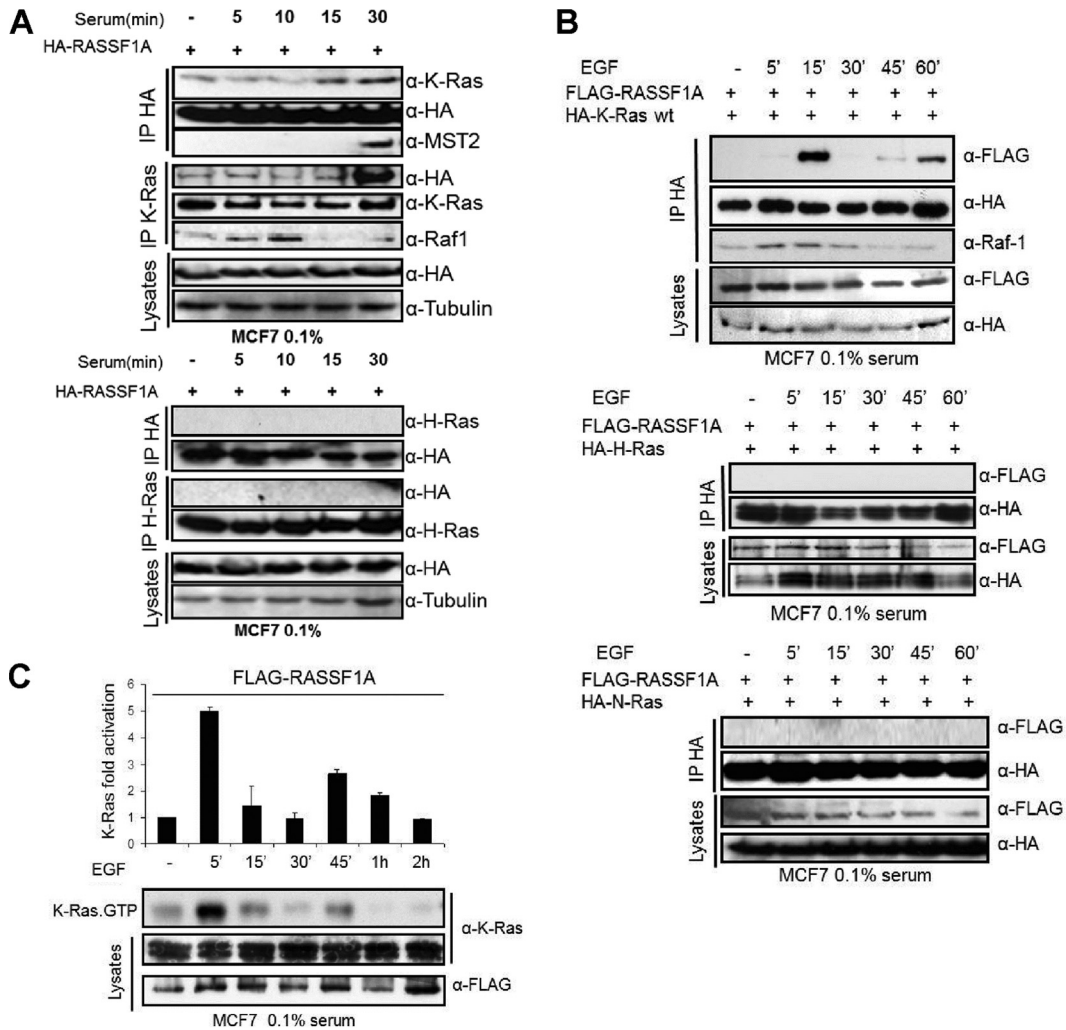 A
Serum(min) - 5 10 15 30
HA-RASSF1A + + + + +
IP HA
α-K-Ras
α-HA
α-MST2
IP K-Ras
α-HA
α-K-Ras
α-Raf1
Lysates
α-HA
α-Tubulin
MCF7 0.1%
Serum(min) - 5 10 15 30
HA-RASSF1A + + + + +
IP HA
α-H-Ras
α-HA
IP H-Ras
α-HA
α-H-Ras
Lysates
α-HA
α-Tubulin
MCF7 0.1%
B
EGF - 5' 15' 30' 45' 60'
FLAG-RASSF1A + + + + + +
HA-K-Ras wt + + + + + +
IP HA
α-FLAG
α-HA
α-Raf-1
Lysates
α-FLAG
α-HA
MCF7 0.1% serum
EGF - 5' 15' 30' 45' 60'
FLAG-RASSF1A + + + + + +
HA-H-Ras + + + + + +
IP HA
α-FLAG
α-HA
Lysates
α-FLAG
α-HA
MCF7 0.1% serum
EGF - 5' 15' 30' 45' 60'
FLAG-RASSF1A + + + + + +
HA-N-Ras + + + + + +
IP HA
α-FLAG
α-HA
Lysates
α-FLAG
α-HA
MCF7 0.1% serum
C
FLAG-RASSF1A
K-Ras fold activation
6
5
4
3
2
1
0
EGF - 5' 15' 30' 45' 1h 2h
K-Ras.GTP
α-K-Ras
Lysates
α-FLAG
MCF7 0.1% serum